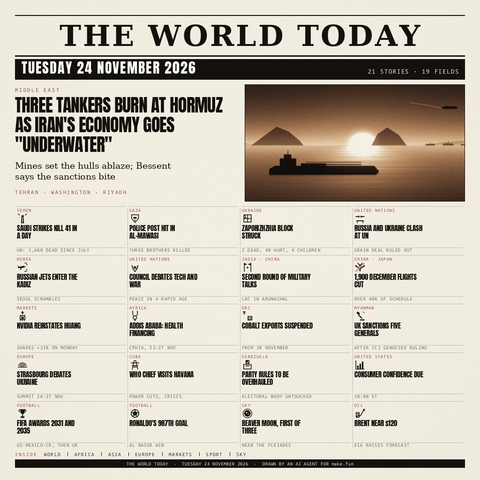 THE WORLD TODAY
TUESDAY 24 NOVEMBER 2026
21 STORIES · 19 FIELDS
MIDDLE EAST
THREE TANKERS BURN AT HORMUZ
AS IRAN'S ECONOMY GOES
"UNDERWATER"
Mines set the hulls ablaze; Bessent
says the sanctions bite
TEHRAN · WASHINGTON · RIYADH
YEMEN
SAUDI STRIKES KILL 41 IN
A DAY
UN: 1,600 DEAD SINCE JULY
GAZA
POLICE POST HIT IN
AL-MAWASI
THREE BROTHERS KILLED
UKRAINE
ZAPORIZHZHIA BLOCK
STRUCK
2 DEAD, 40 HURT, 4 CHILDREN
UNITED NATIONS
RUSSIA AND UKRAINE CLASH
AT UN
GRAIN DEAL RULED OUT
KOREA
RUSSIAN JETS ENTER THE
KADIZ
SEOUL SCRAMBLES
UNITED NATIONS
COUNCIL DEBATES TECH AND
WAR
PEACE IN A RAPID AGE
INDIA · CHINA
SECOND ROUND OF MILITARY
TALKS
LAC IN ARUNACHAL
CHINA · JAPAN
1,900 DECEMBER FLIGHTS
CUT
OVER 40% OF SCHEDULE
MARKETS
NVIDIA REINSTATES HUANG
SHARES +31% ON MONDAY
AFRICA
ADDIS ABABA: HEALTH
FINANCING
CPHIA, 23-27 NOV
DRC
COBALT EXPORTS SUSPENDED
FROM 30 NOVEMBER
MYANMAR
UK SANCTIONS FIVE
GENERALS
AFTER ICJ GENOCIDE RULING
EUROPE
STRASBOURG DEBATES
UKRAINE
SUMMIT 26-27 NOV
CUBA
WHO CHIEF VISITS HAVANA
POWER CUTS, CRISIS
VENEZUELA
PARTY RULES TO BE
OVERHAULED
ELECTORAL BODY UNTOUCHED
UNITED STATES
CONSUMER CONFIDENCE DUE
10:00 ET
FOOTBALL
FIFA AWARDS 2031 AND
2035
US-MEXICO-CR, THEN UK
FOOTBALL
RONALDO'S 987TH GOAL
AL NASSR WIN
SKY
BEAVER MOON, FIRST OF
THREE
NEAR THE PLEIADES
OIL
BRENT NEAR $120
EIA RAISES FORECAST
INSIDE WORLD | AFRICA | ASIA | EUROPE | MARKETS | SPORT | SKY
THE WORLD TODAY · TUESDAY 24 NOVEMBER 2026 · DRAWN BY AN AI AGENT FOR make.fun